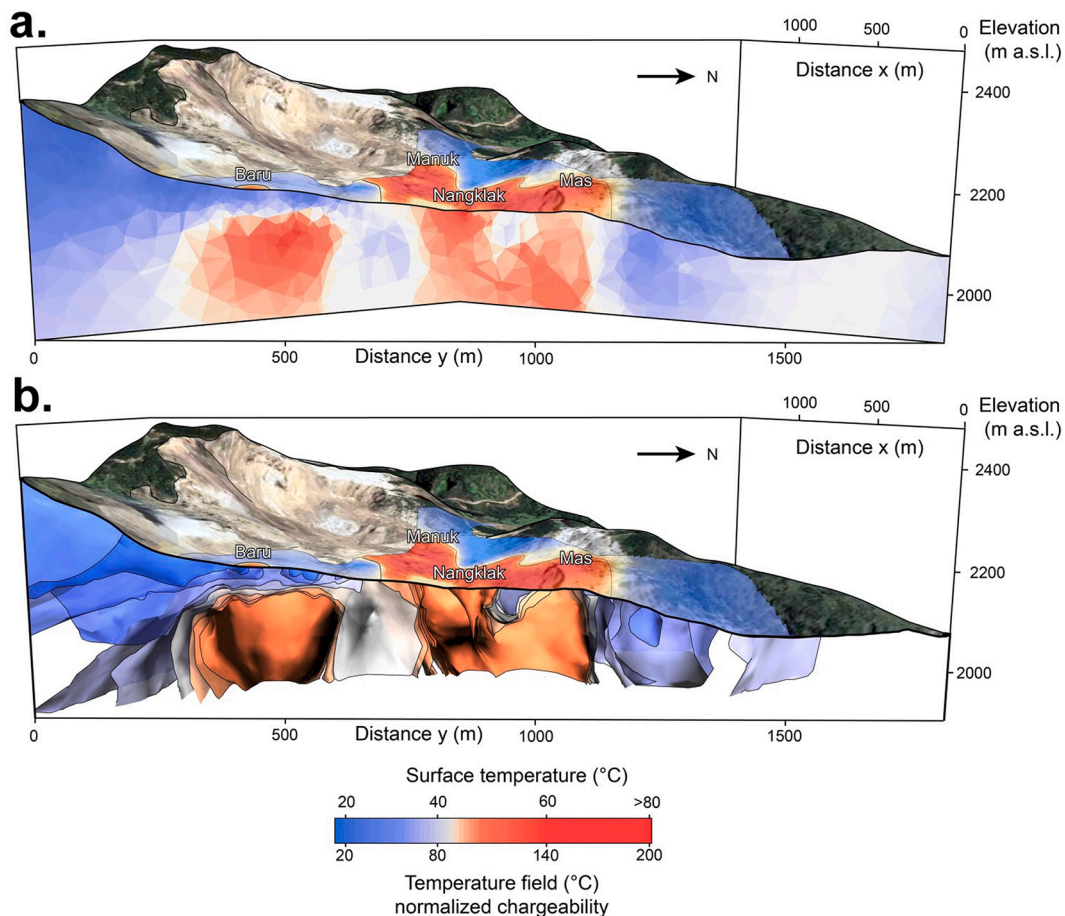 a.
1000 500 0 Elevation
(m a.s.l.)
Distance x (m)
N
2400
Manuk
Baru
Mas
Nangklak
2200
2000
0 500 Distance y (m) 1000 1500
b.
1000 500 0 Elevation
(m a.s.l.)
Distance x (m)
N
2400
Manuk
Baru
Mas
Nangklak
2200
2000
0 500 Distance y (m) 1000 1500
Surface temperature (°C)
20 40 60 >80
20 80 140 200
Temperature field (°C)
normalized chargeability